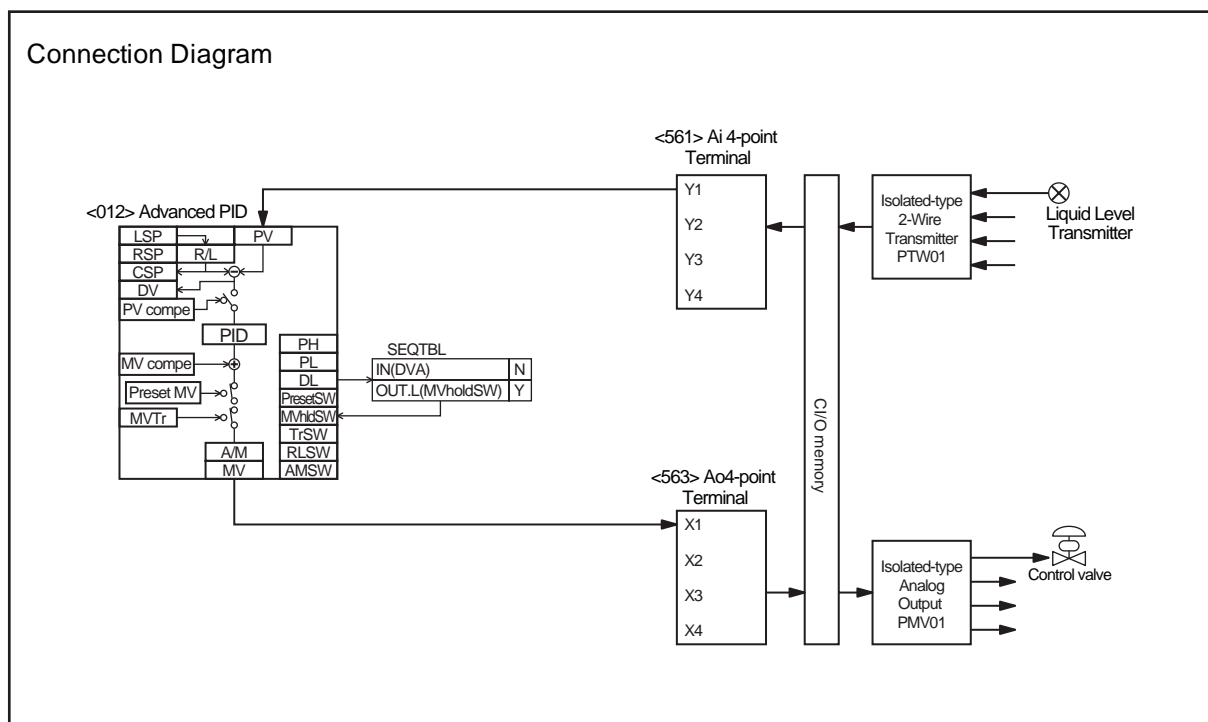 Connection Diagram
<561> Ai 4-point
Terminal
Y1
Y2
Y3
Y4
CI/O memory
Isolated-type
2-Wire
Transmitter
PTW01
Liquid Level
Transmitter
<012> Advanced PID
LSP
PV
RSP
R/L
CSP
DV
PV compe
PID
MV compe
Preset MV
MVTr
A/M
MV
PH
PL
DL
PresetSW
MVhldSW
TrSW
RLSW
AMSW
SEQTBL
IN(DVA) N
OUT.L(MVholdSW) Y
<563> Ao4-point
Terminal
X1
X2
X3
X4
Isolated-type
Analog
Output
PMV01
Control valve